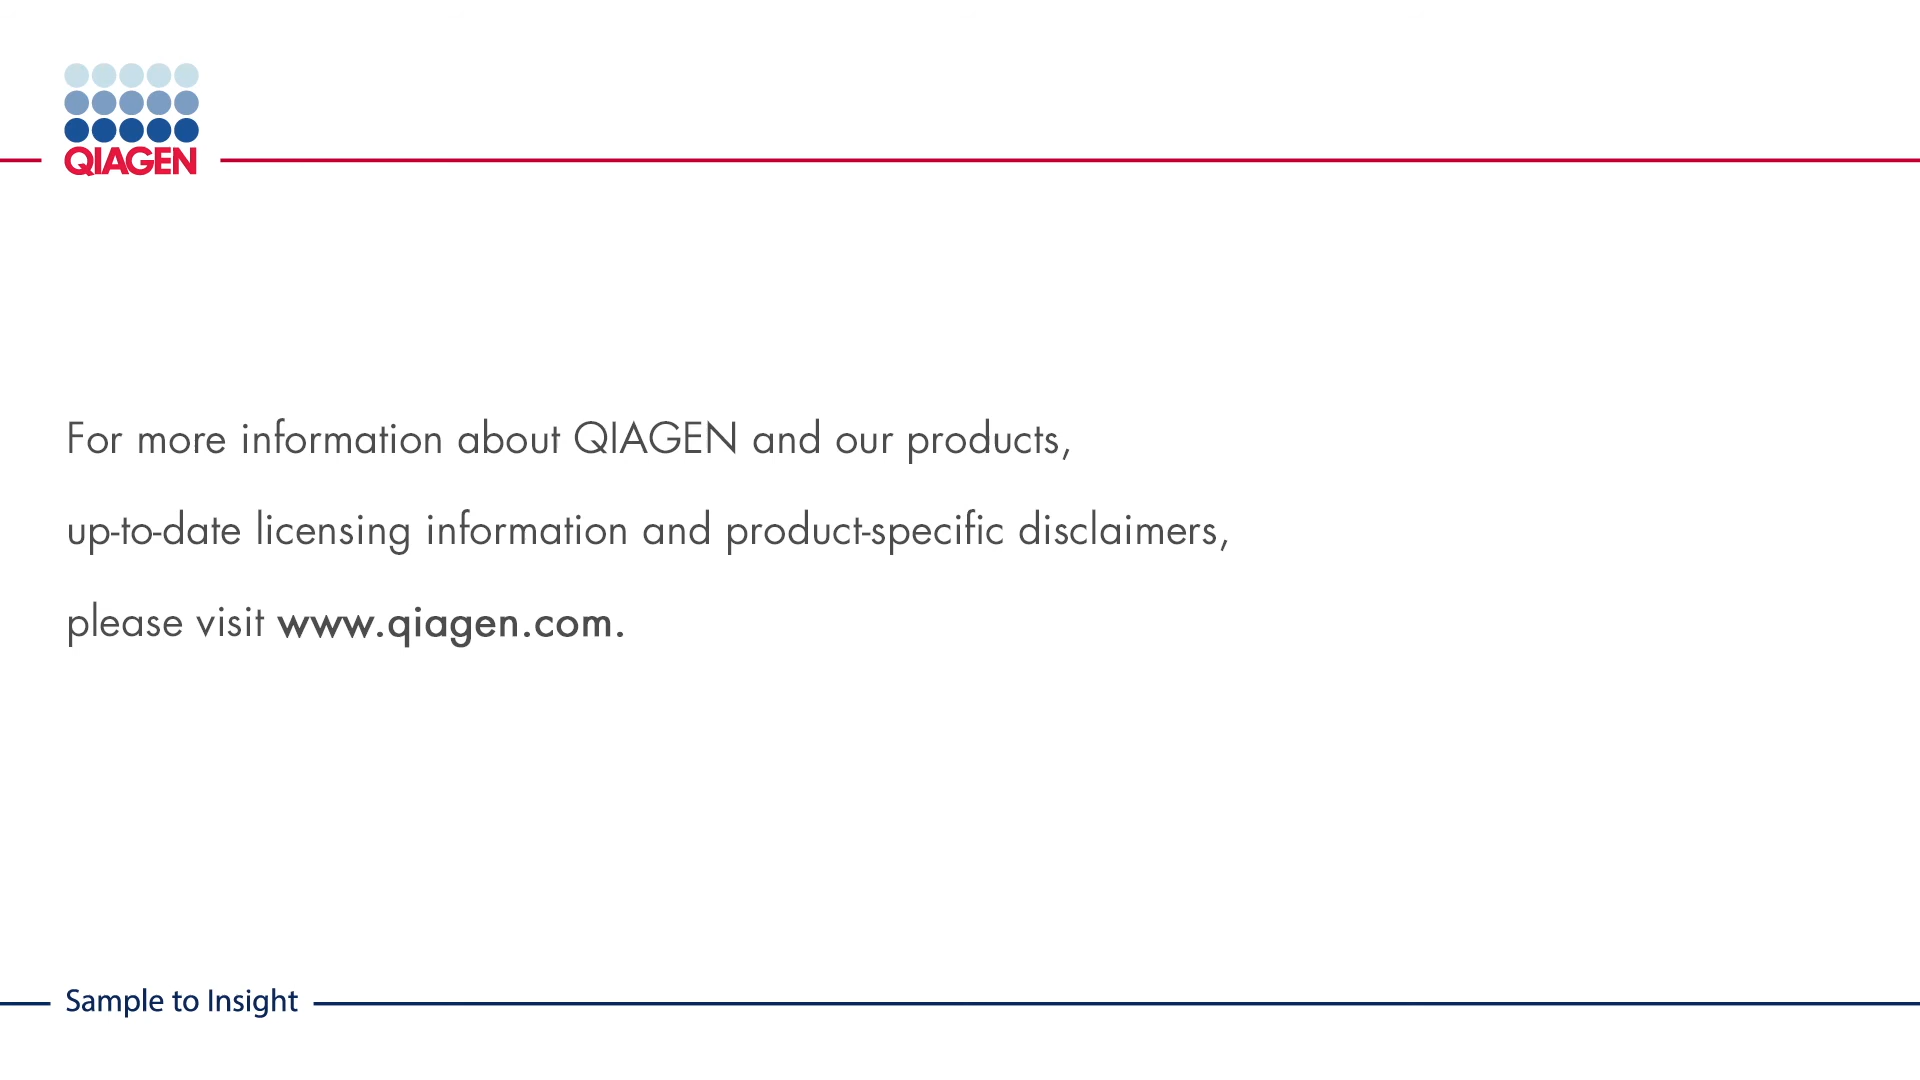 QIAGEN
For more information about QIAGEN and our products,
up-to-date licensing information and product-specific disclaimers,
please visit www.qiagen.com.
Sample to Insight